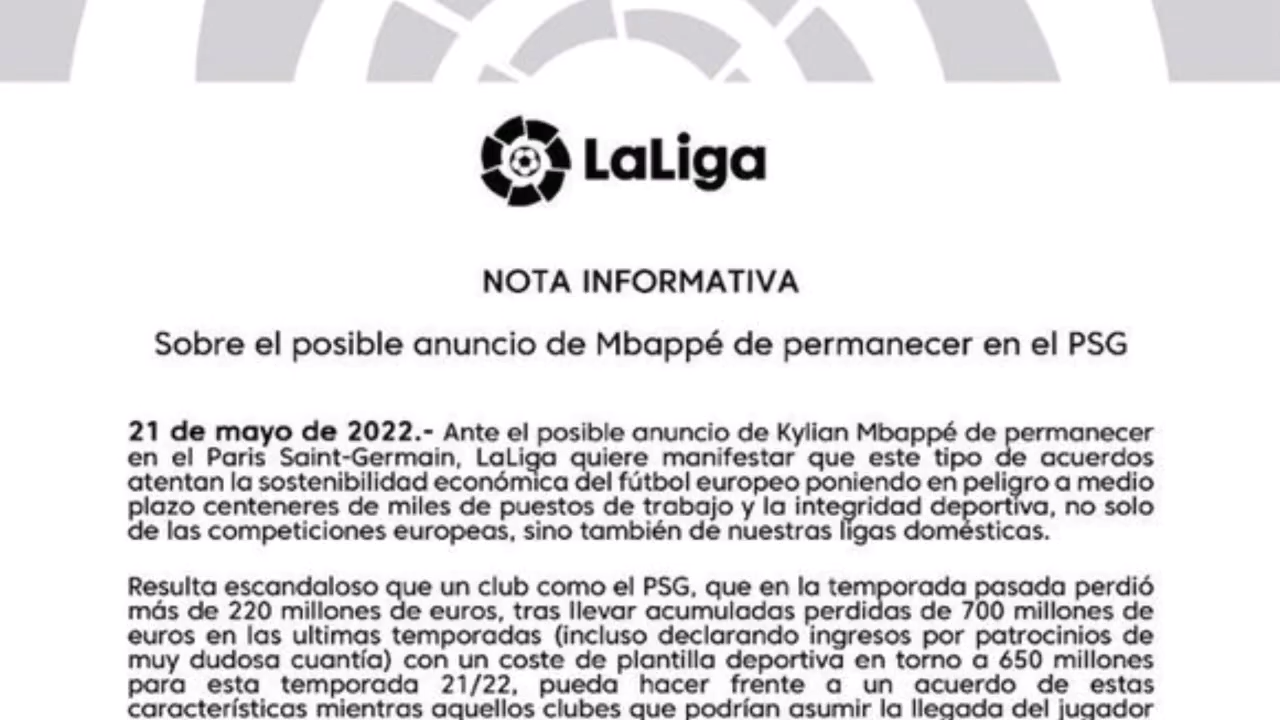 LaLiga
NOTA INFORMATIVA
Sobre el posible anuncio de Mbappé de permanecer en el PSG
21 de mayo de 2022.- Ante el posible anuncio de Kylian Mbappé de permanecer
en el Paris Saint-Germain, LaLiga quiere manifestar que este tipo de acuerdos
atentan la sostenibilidad económica del fútbol europeo poniendo en peligro a medio
plazo centeneres de miles de puestos de trabajo y la integridad deportiva, no solo
de las competiciones europeas, sino también de nuestras ligas domésticas.
Resulta escandaloso que un club como el PSG, que en la temporada pasada perdió
más de 220 millones de euros, tras llevar acumuladas perdidas de 700 millones de
euros en las ultimas temporadas (incluso declarando ingresos por patrocinios de
muy dudosa cuantía) con un coste de plantilla deportiva en torno a 650 millones
para esta temporada 21/22, pueda hacer frente a un acuerdo de estas
características mientras aquellos clubes que podrían asumir la llegada del jugador